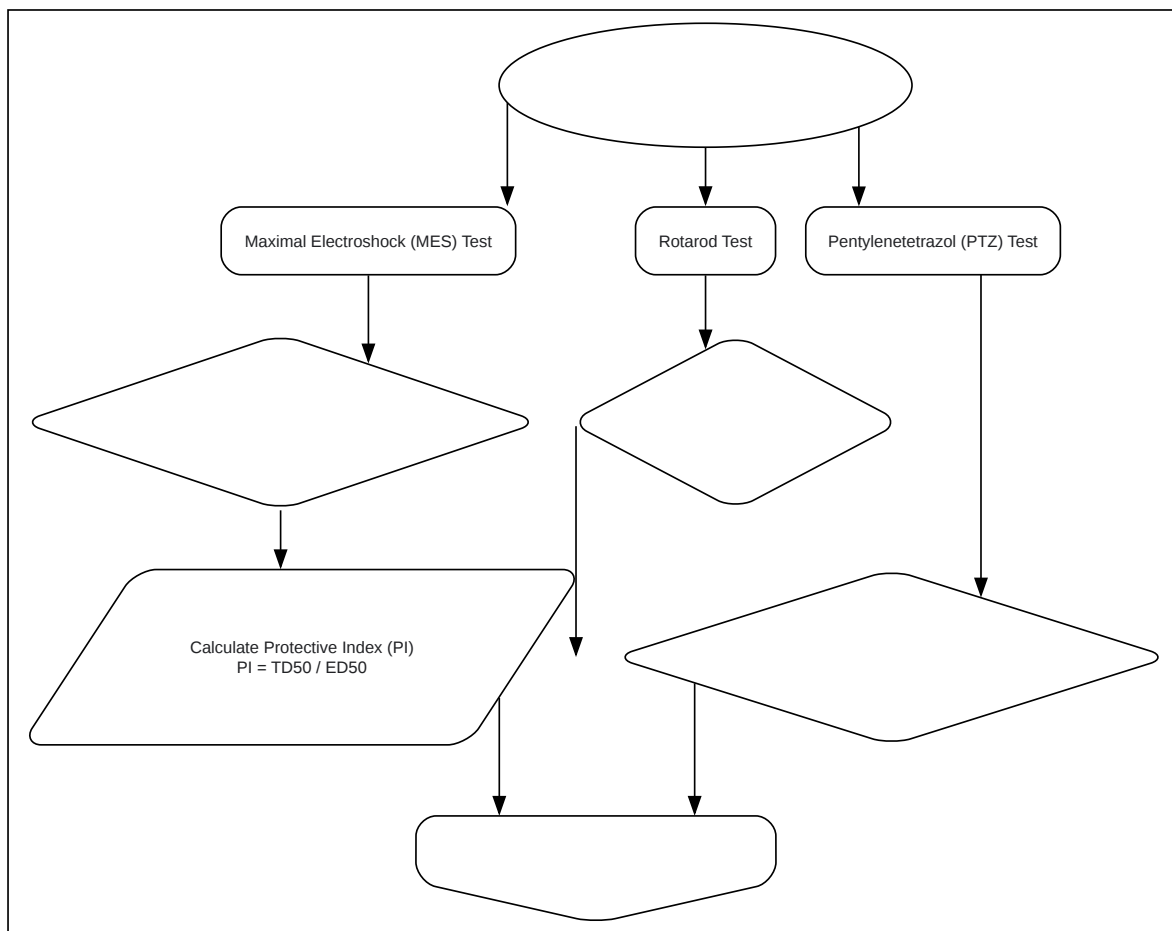 Maximal Electroshock (MES) Test
Rotarod Test
Pentylenetetrazol (PTZ) Test
Calculate Protective Index (PI)
PI = TD50 / ED50